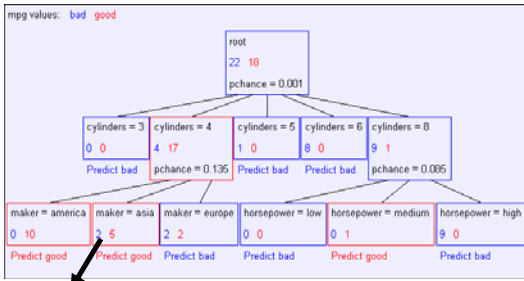 mpg values: bad good
root
22 18
pchance = 0.001
cylinders = 3 cylinders = 4 cylinders = 5 cylinders = 6 cylinders = 8
0 0 4 17 1 0 8 0 9 1
Predict bad pchance = 0.135 Predict bad Predict bad pchance = 0.085
maker = america maker = asia maker = europe horsepower = low horsepower = medium horsepower = high
0 10 2 5 2 2 0 0 0 1 9 0
Predict good Predict good Predict bad Predict bad Predict good Predict bad